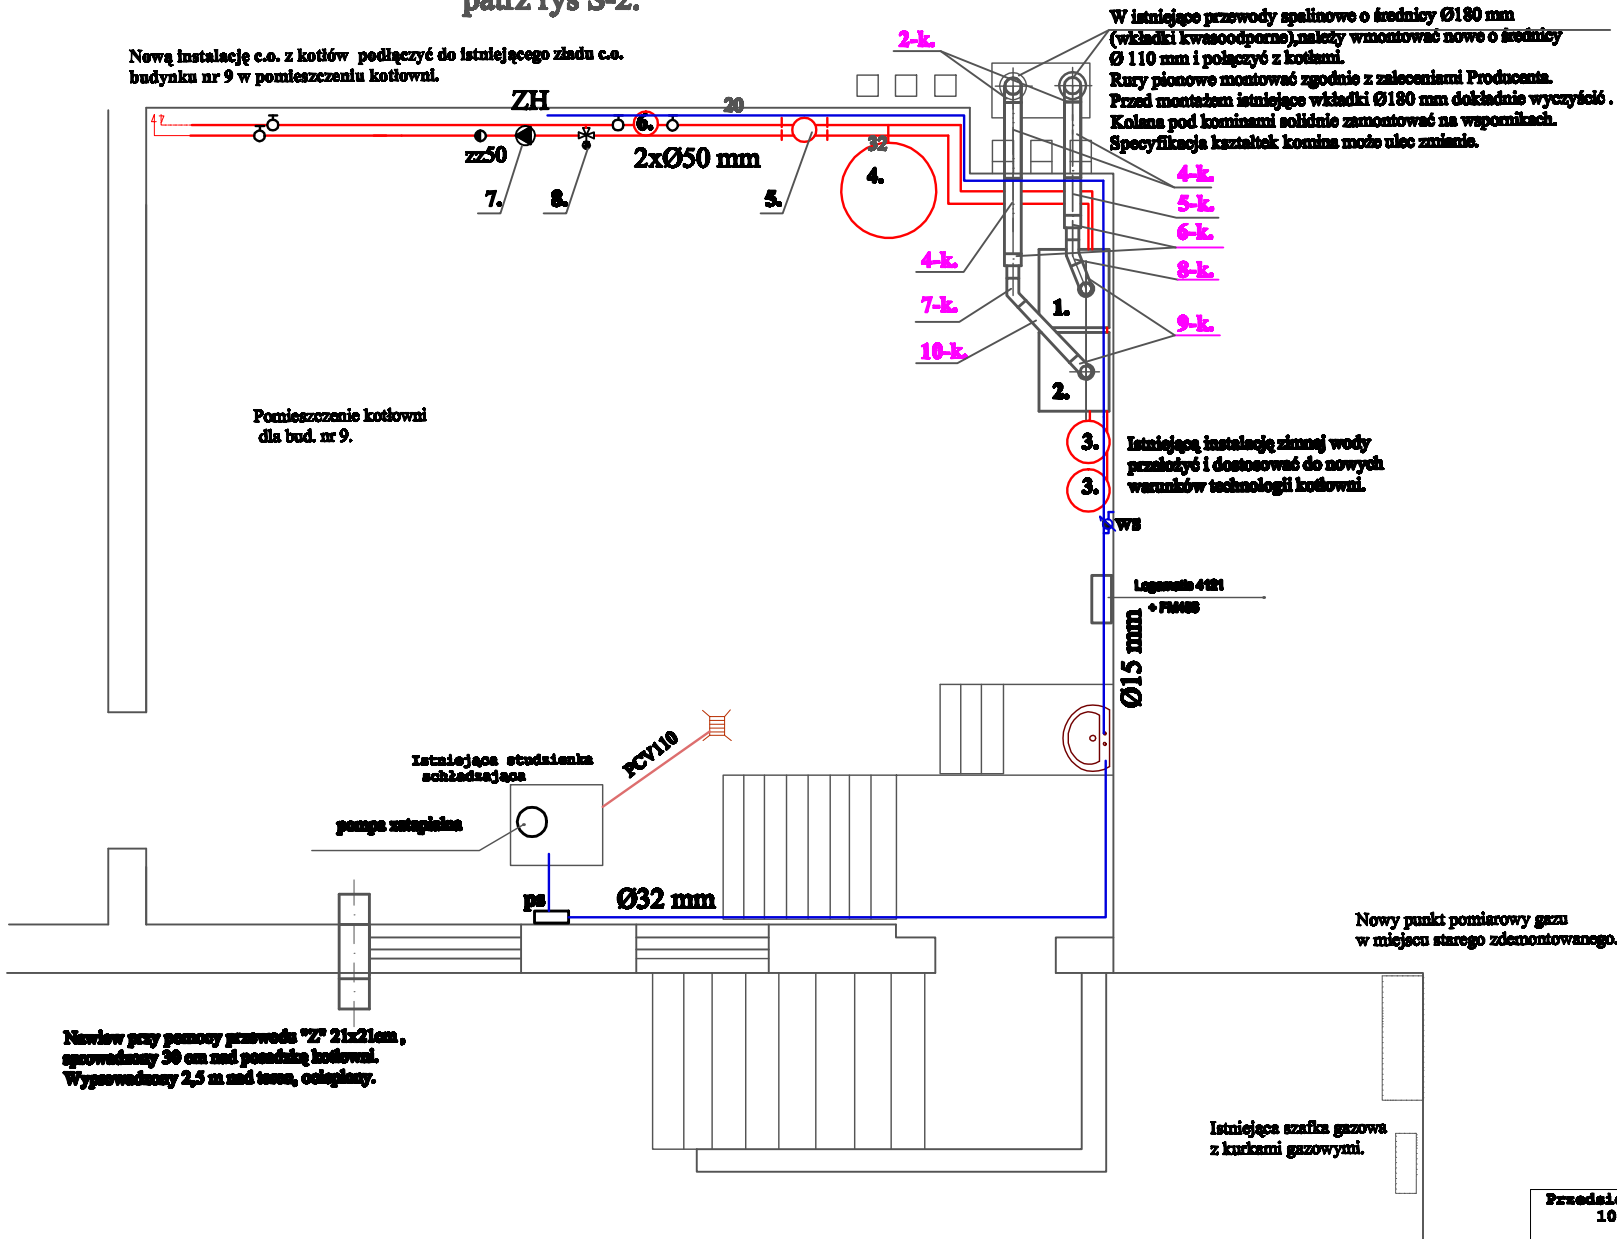 patrz rys S-2.
Nową instalację c.o. z kotłów podłączyć do istniejącego zładu c.o.
budynku nr 9 w pomieszczeniu kotłowni.
W istniejące przewody spalinowe o średnicy Ø180 mm
(wkładki kwasoodporne),należy wmontować nowe o średnicy
Ø 110 mm i połączyć z kotłami.
Rury pionowe montować zgodnie z zaleceniami Producenta.
Przed montażem istniejące wkładki Ø180 mm dokładnie wyczyścić .
Kolana pod kominami solidnie zamontować na wspornikach.
Specyfikacja kształtek komina może ulec zmianie.
2-k.
ZH
20
6.
zz50
2xØ50 mm
32
4.
7.
8.
5.
4-k.
5-k.
6-k.
4-k.
8-k.
7-k.
1.
9-k.
10-k.
2.
Pomieszczenie kotłowni
dla bud. nr 9.
3.
3.
Istniejącą instalację zimnej wody
przełożyć i dostosować do nowych
warunków technologii kotłowni.
Logamatic 4121
Ø15 mm
PCV110
Istniejąca studzienka
schładzająca
pompa zatapialna
ps
Ø32 mm
Nowy punkt pomiarowy gazu
w miejscu starego zdemontowanego.
Nawiew przy pomocy przewodu "Z" 21x21cm ,
sprowadzony 30 cm nad posadzkę kotłowni.
Wyprowadzony 2,5 m nad teren, ocieplony.
Istniejąca szafka gazowa
z kurkami gazowymi.
10